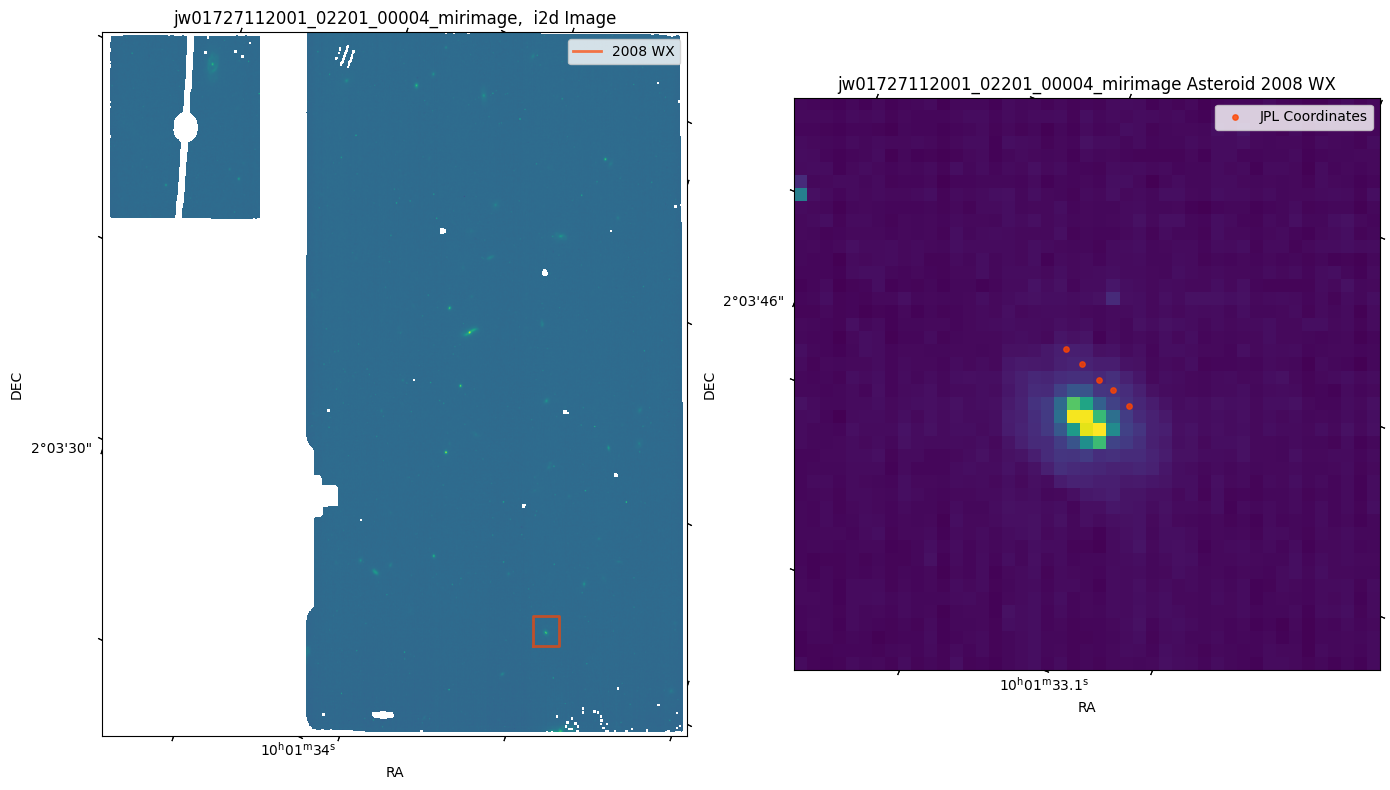 jw01727112001_02201_00004_mirimage,  i2d Image
2008 WX
DEC
2°03'30"
10ʰ01ᵐ34ˢ
RA
jw01727112001_02201_00004_mirimage Asteroid 2008 WX
JPL Coordinates
DEC
2°03'46"
10ʰ01ᵐ33.1ˢ
RA